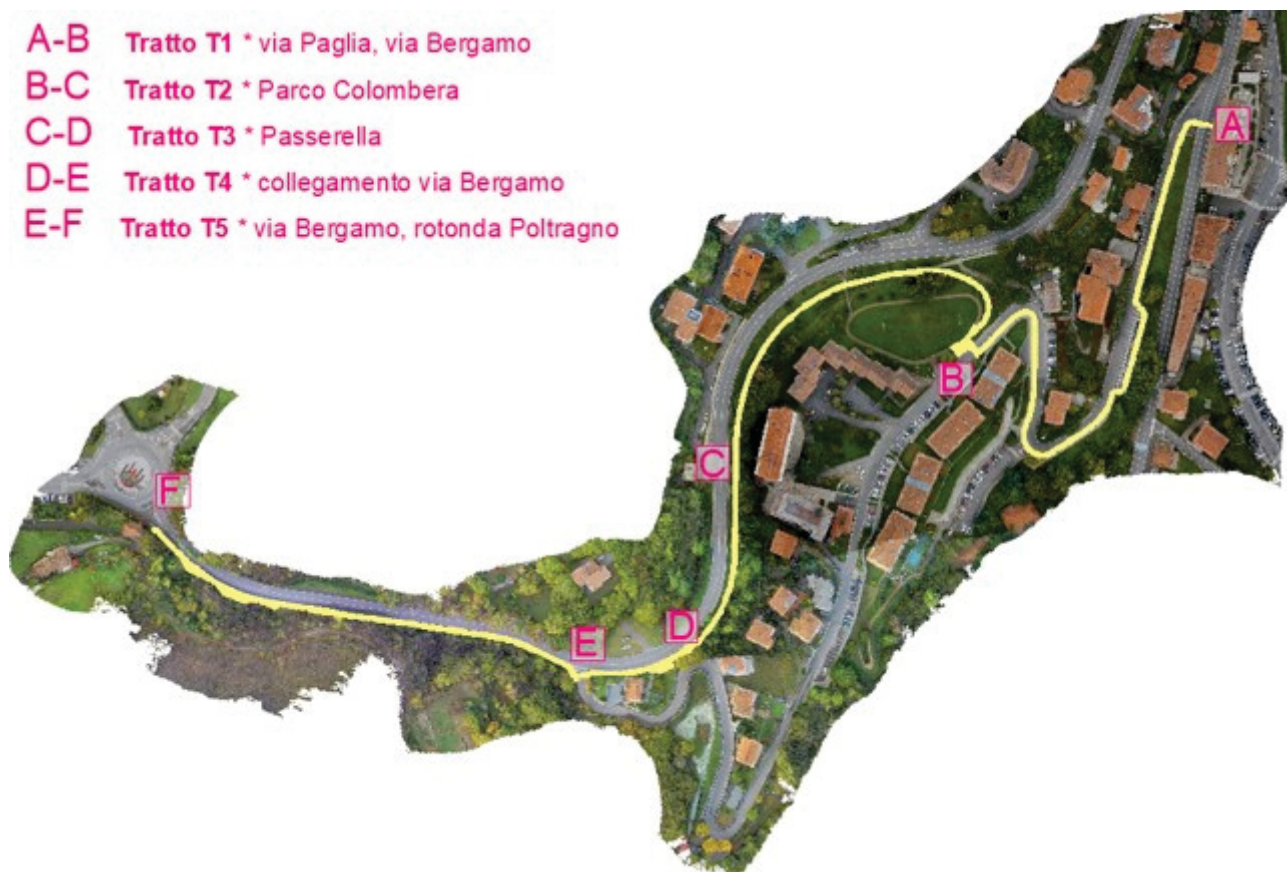 A-B Tratto T1 * via Paglia, via Bergamo
B-C Tratto T2 * Parco Colombera
C-D Tratto T3 * Passerella
D-E Tratto T4 * collegamento via Bergamo
E-F Tratto T5 * via Bergamo, rotonda Poltragno
A
B
C
F
D
E